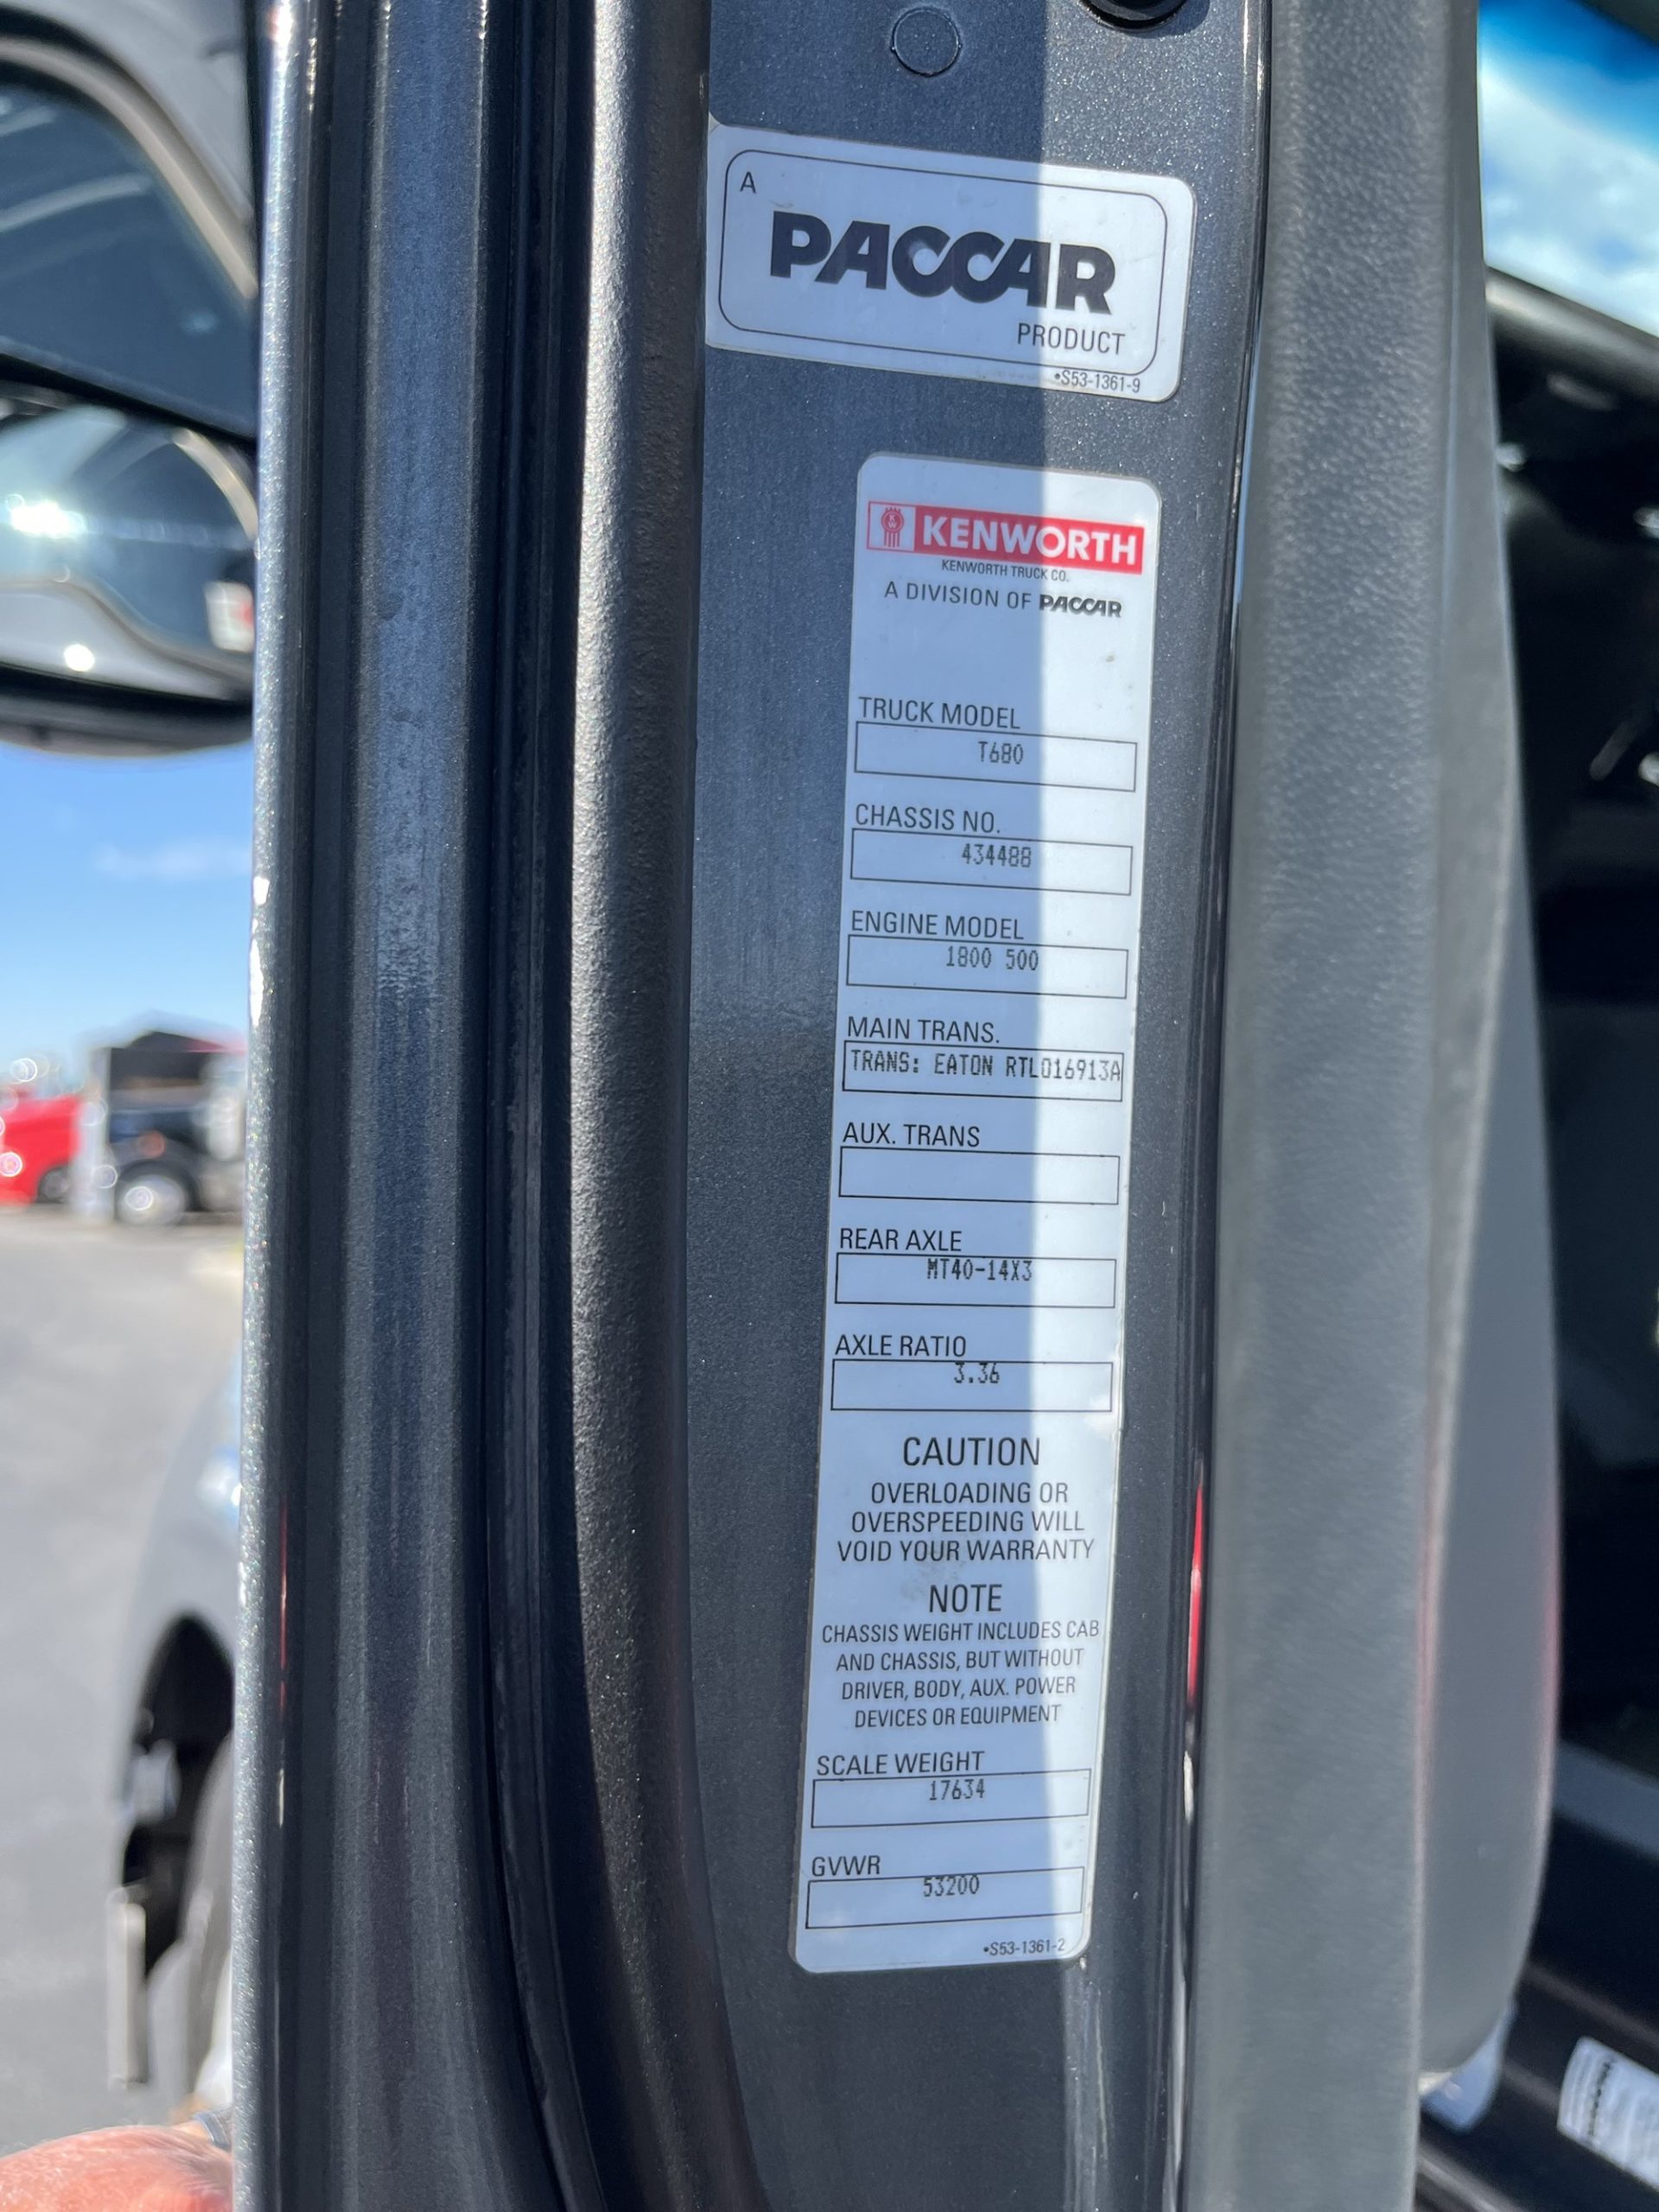 A
PACCAR
PRODUCT
•S53-1361-9
KENWORTH
KENWORTH TRUCK CO.
A DIVISION OF PACCAR
TRUCK MODEL
T680
CHASSIS NO.
434488
ENGINE MODEL
1800 500
MAIN TRANS.
TRANS: EATON RTLO16913A
AUX. TRANS
REAR AXLE
MT40-14X3
AXLE RATIO
3.36
CAUTION
OVERLOADING OR
OVERSPEEDING WILL
VOID YOUR WARRANTY
NOTE
CHASSIS WEIGHT INCLUDES CAB
AND CHASSIS, BUT WITHOUT
DRIVER, BODY, AUX. POWER
DEVICES OR EQUIPMENT
SCALE WEIGHT
17634
GVWR
53200
•S53-1361-2